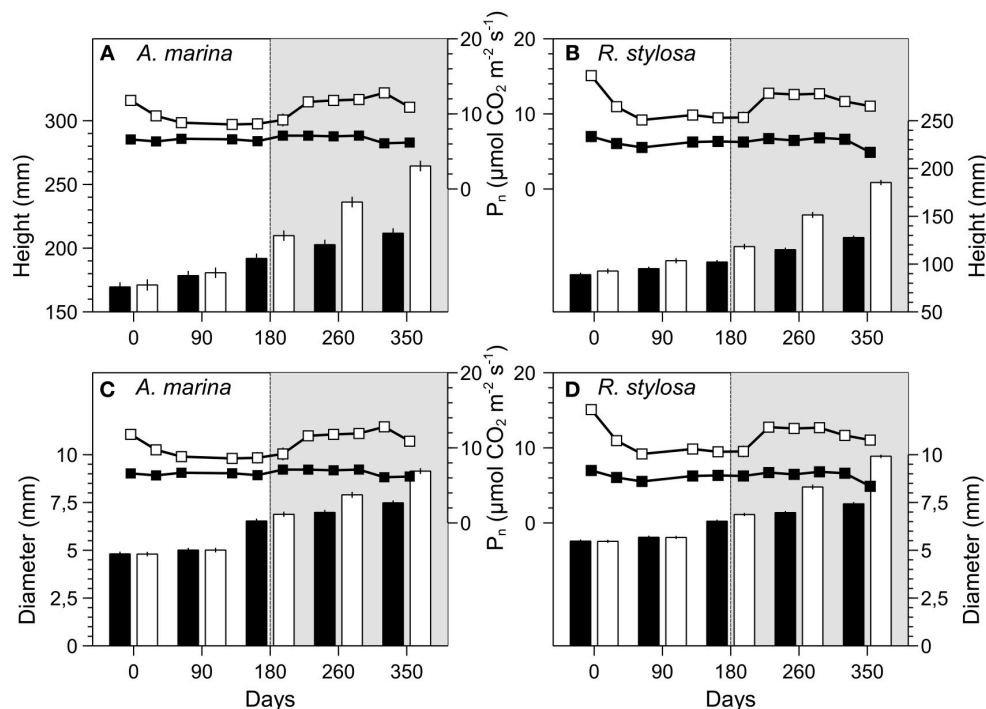 A A. marina
20
10
0
Pn (μmol CO2 m-2 s-1)
300
250
200
150
Height (mm)
0 90 180 260 350
B R. stylosa
20
10
0
250
200
150
100
50
Height (mm)
0 90 180 260 350
C A. marina
20
10
0
Pn (μmol CO2 m-2 s-1)
10
7,5
5
2,5
0
Diameter (mm)
0 90 180 260 350
Days
D R. stylosa
20
10
0
10
7,5
5
2,5
0
Diameter (mm)
0 90 180 260 350
Days